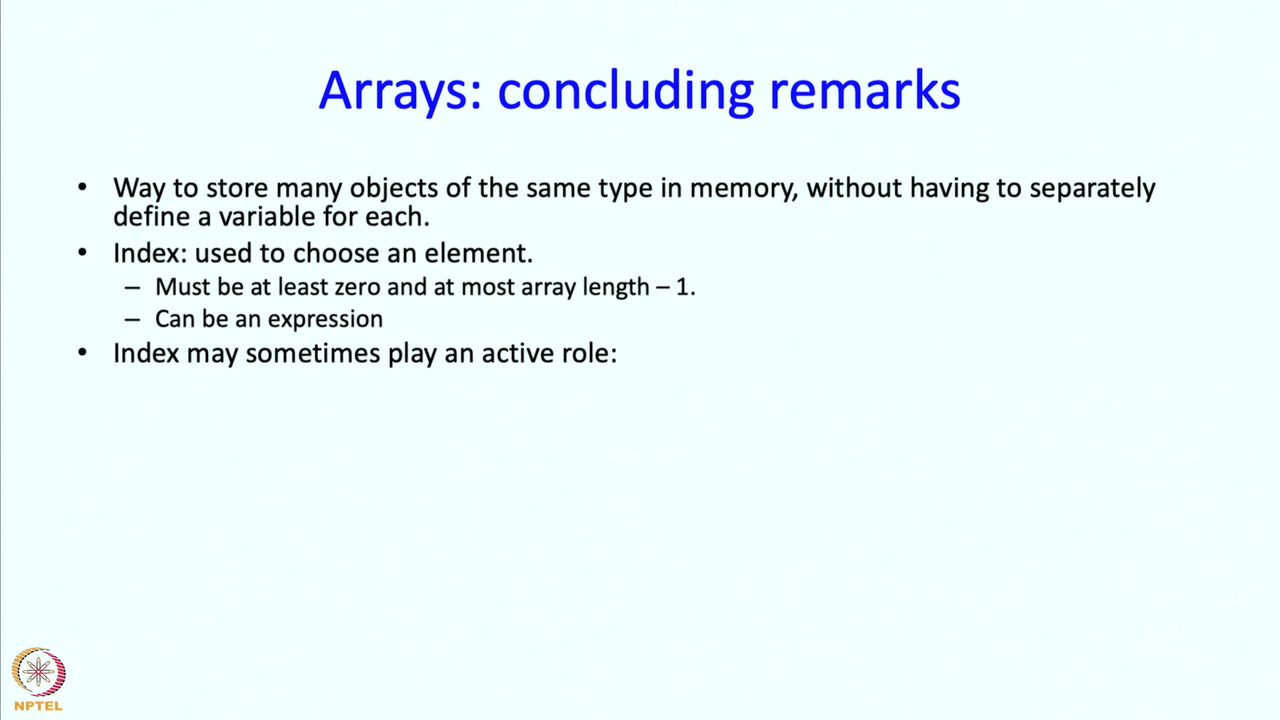 Arrays: concluding remarks
• Way to store many objects of the same type in memory, without having to separately
define a variable for each.
• Index: used to choose an element.
– Must be at least zero and at most array length – 1.
– Can be an expression
• Index may sometimes play an active role:
NPTEL